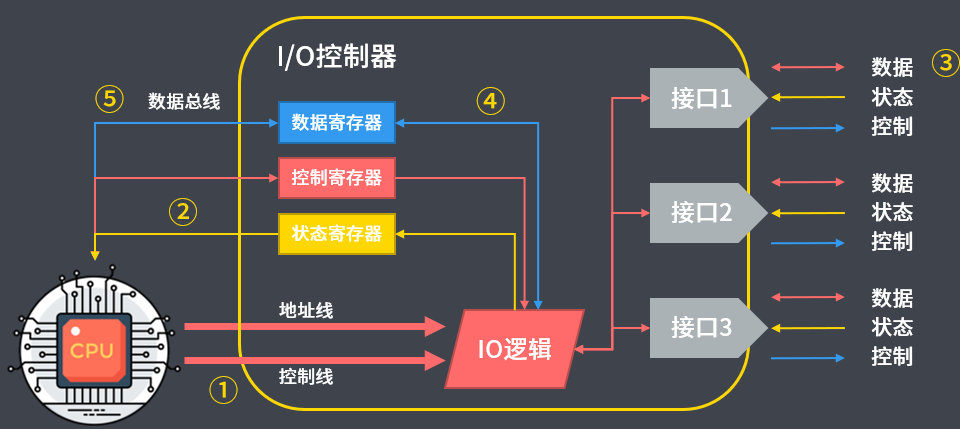 I/O控制器
⑤
数据总线
④
数据寄存器
控制寄存器
②
状态寄存器
地址线
控制线
①
CPU
IO逻辑
接口1
数据
③
状态
控制
接口2
数据
状态
控制
接口3
数据
状态
控制